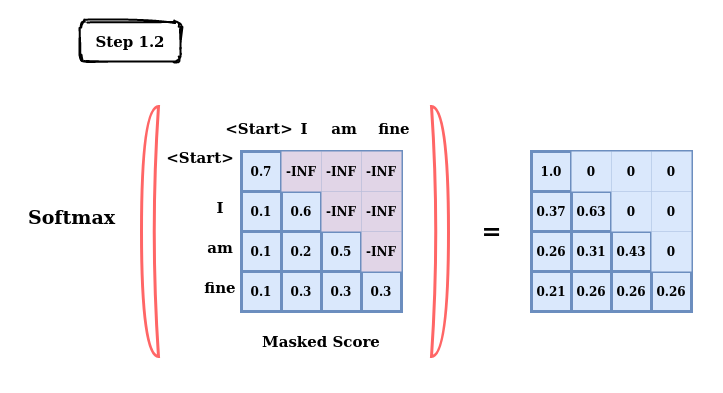 Step 1.2
<Start> I am fine
<Start> 0.7 -INF -INF -INF 1.0 0 0 0
I 0.1 0.6 -INF -INF 0.37 0.63 0 0
Softmax =
am 0.1 0.2 0.5 -INF 0.26 0.31 0.43 0
fine 0.1 0.3 0.3 0.3 0.21 0.26 0.26 0.26
Masked Score